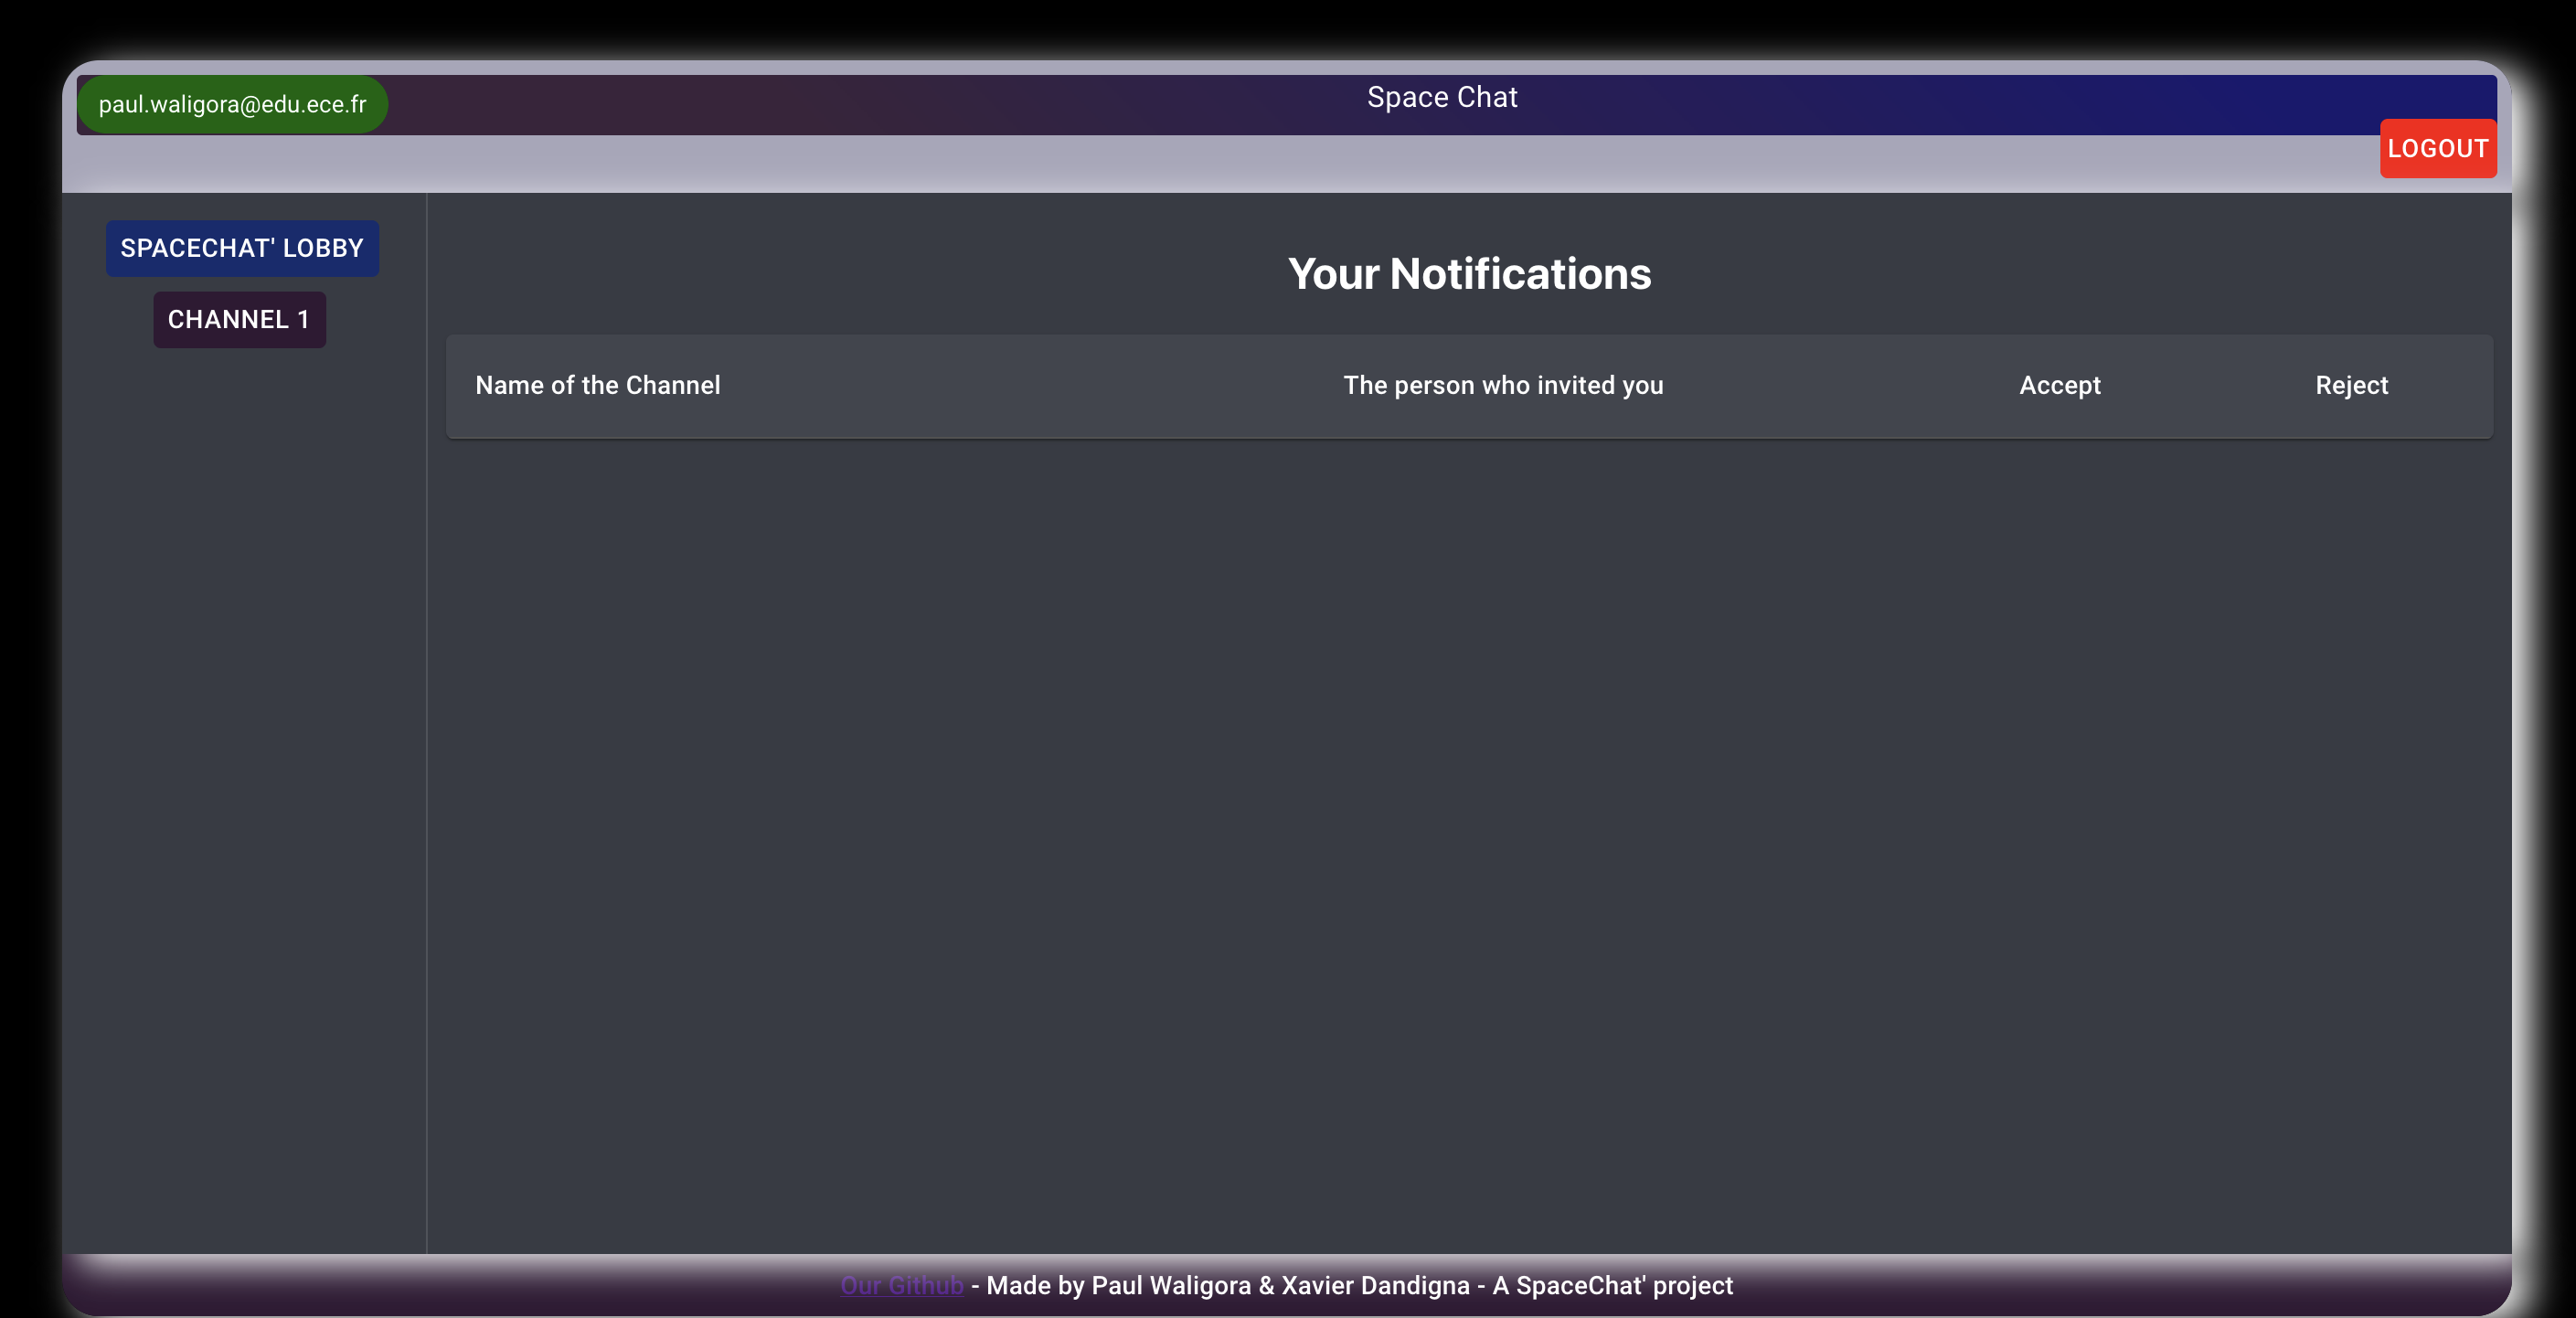 paul.waligora@edu.ece.fr
Space Chat
LOGOUT
SPACECHAT' LOBBY
CHANNEL 1
Your Notifications
Name of the Channel The person who invited you Accept Reject
Our Github - Made by Paul Waligora & Xavier Dandigna - A SpaceChat' project